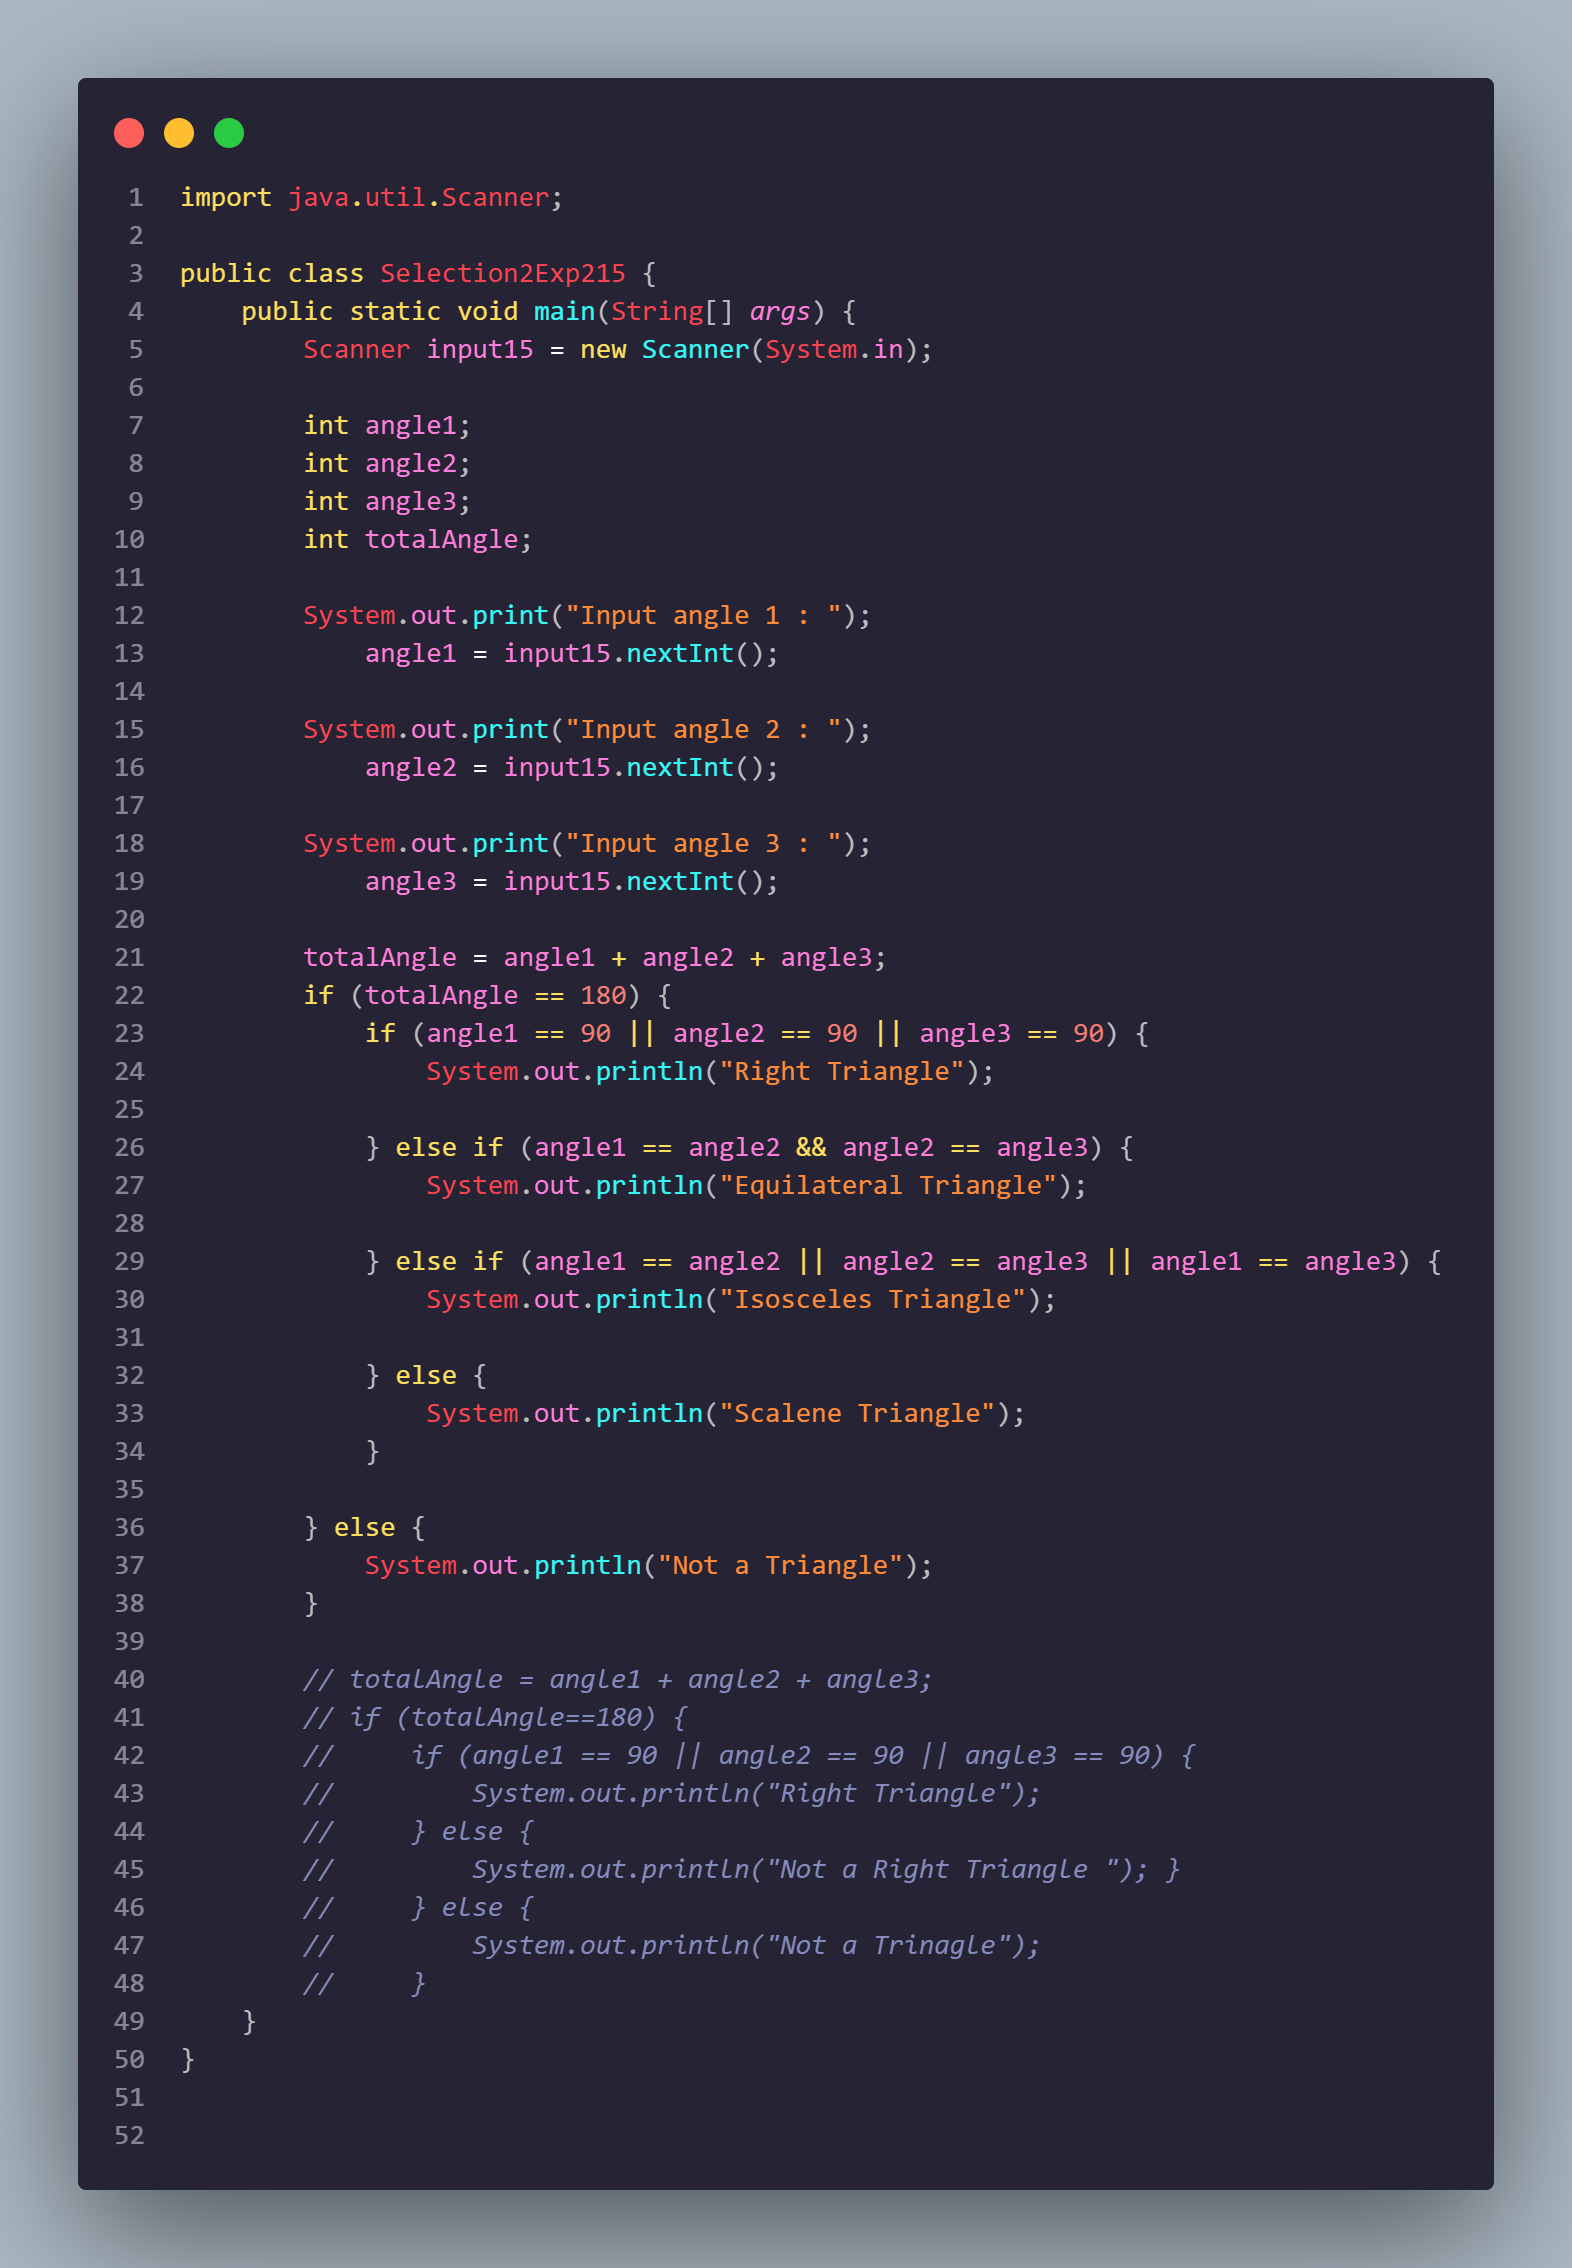 1 import java.util.Scanner;
2
3 public class Selection2Exp215 {
4     public static void main(String[] args) {
5         Scanner input15 = new Scanner(System.in);
6
7         int angle1;
8         int angle2;
9         int angle3;
10         int totalAngle;
11
12         System.out.print("Input angle 1 : ");
13             angle1 = input15.nextInt();
14
15         System.out.print("Input angle 2 : ");
16             angle2 = input15.nextInt();
17
18         System.out.print("Input angle 3 : ");
19             angle3 = input15.nextInt();
20
21         totalAngle = angle1 + angle2 + angle3;
22         if (totalAngle == 180) {
23             if (angle1 == 90 || angle2 == 90 || angle3 == 90) {
24                 System.out.println("Right Triangle");
25
26             } else if (angle1 == angle2 && angle2 == angle3) {
27                 System.out.println("Equilateral Triangle");
28
29             } else if (angle1 == angle2 || angle2 == angle3 || angle1 == angle3) {
30                 System.out.println("Isosceles Triangle");
31
32             } else {
33                 System.out.println("Scalene Triangle");
34             }
35
36         } else {
37             System.out.println("Not a Triangle");
38         }
39
40         // totalAngle = angle1 + angle2 + angle3;
41         // if (totalAngle==180) {
42         //     if (angle1 == 90 || angle2 == 90 || angle3 == 90) {
43         //         System.out.println("Right Triangle");
44         //     } else {
45         //         System.out.println("Not a Right Triangle "); }
46         //     } else {
47         //         System.out.println("Not a Trinagle");
48         //     }
49     }
50 }
51
52